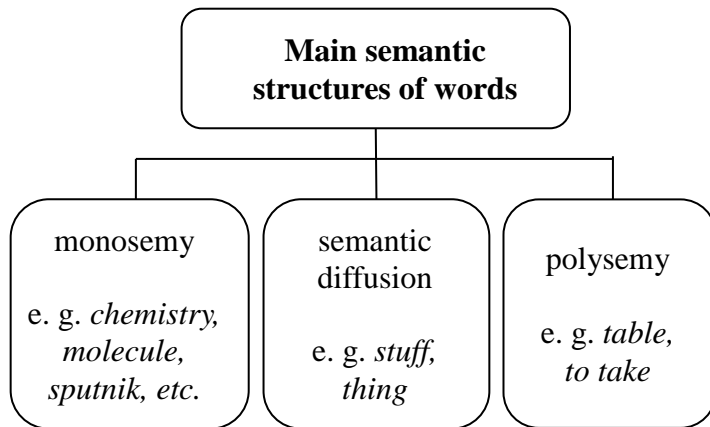 Main semantic
structures of words
monosemy
e. g. chemistry,
molecule,
sputnik, etc.
semantic
diffusion
e. g. stuff,
thing
polysemy
e. g. table,
to take